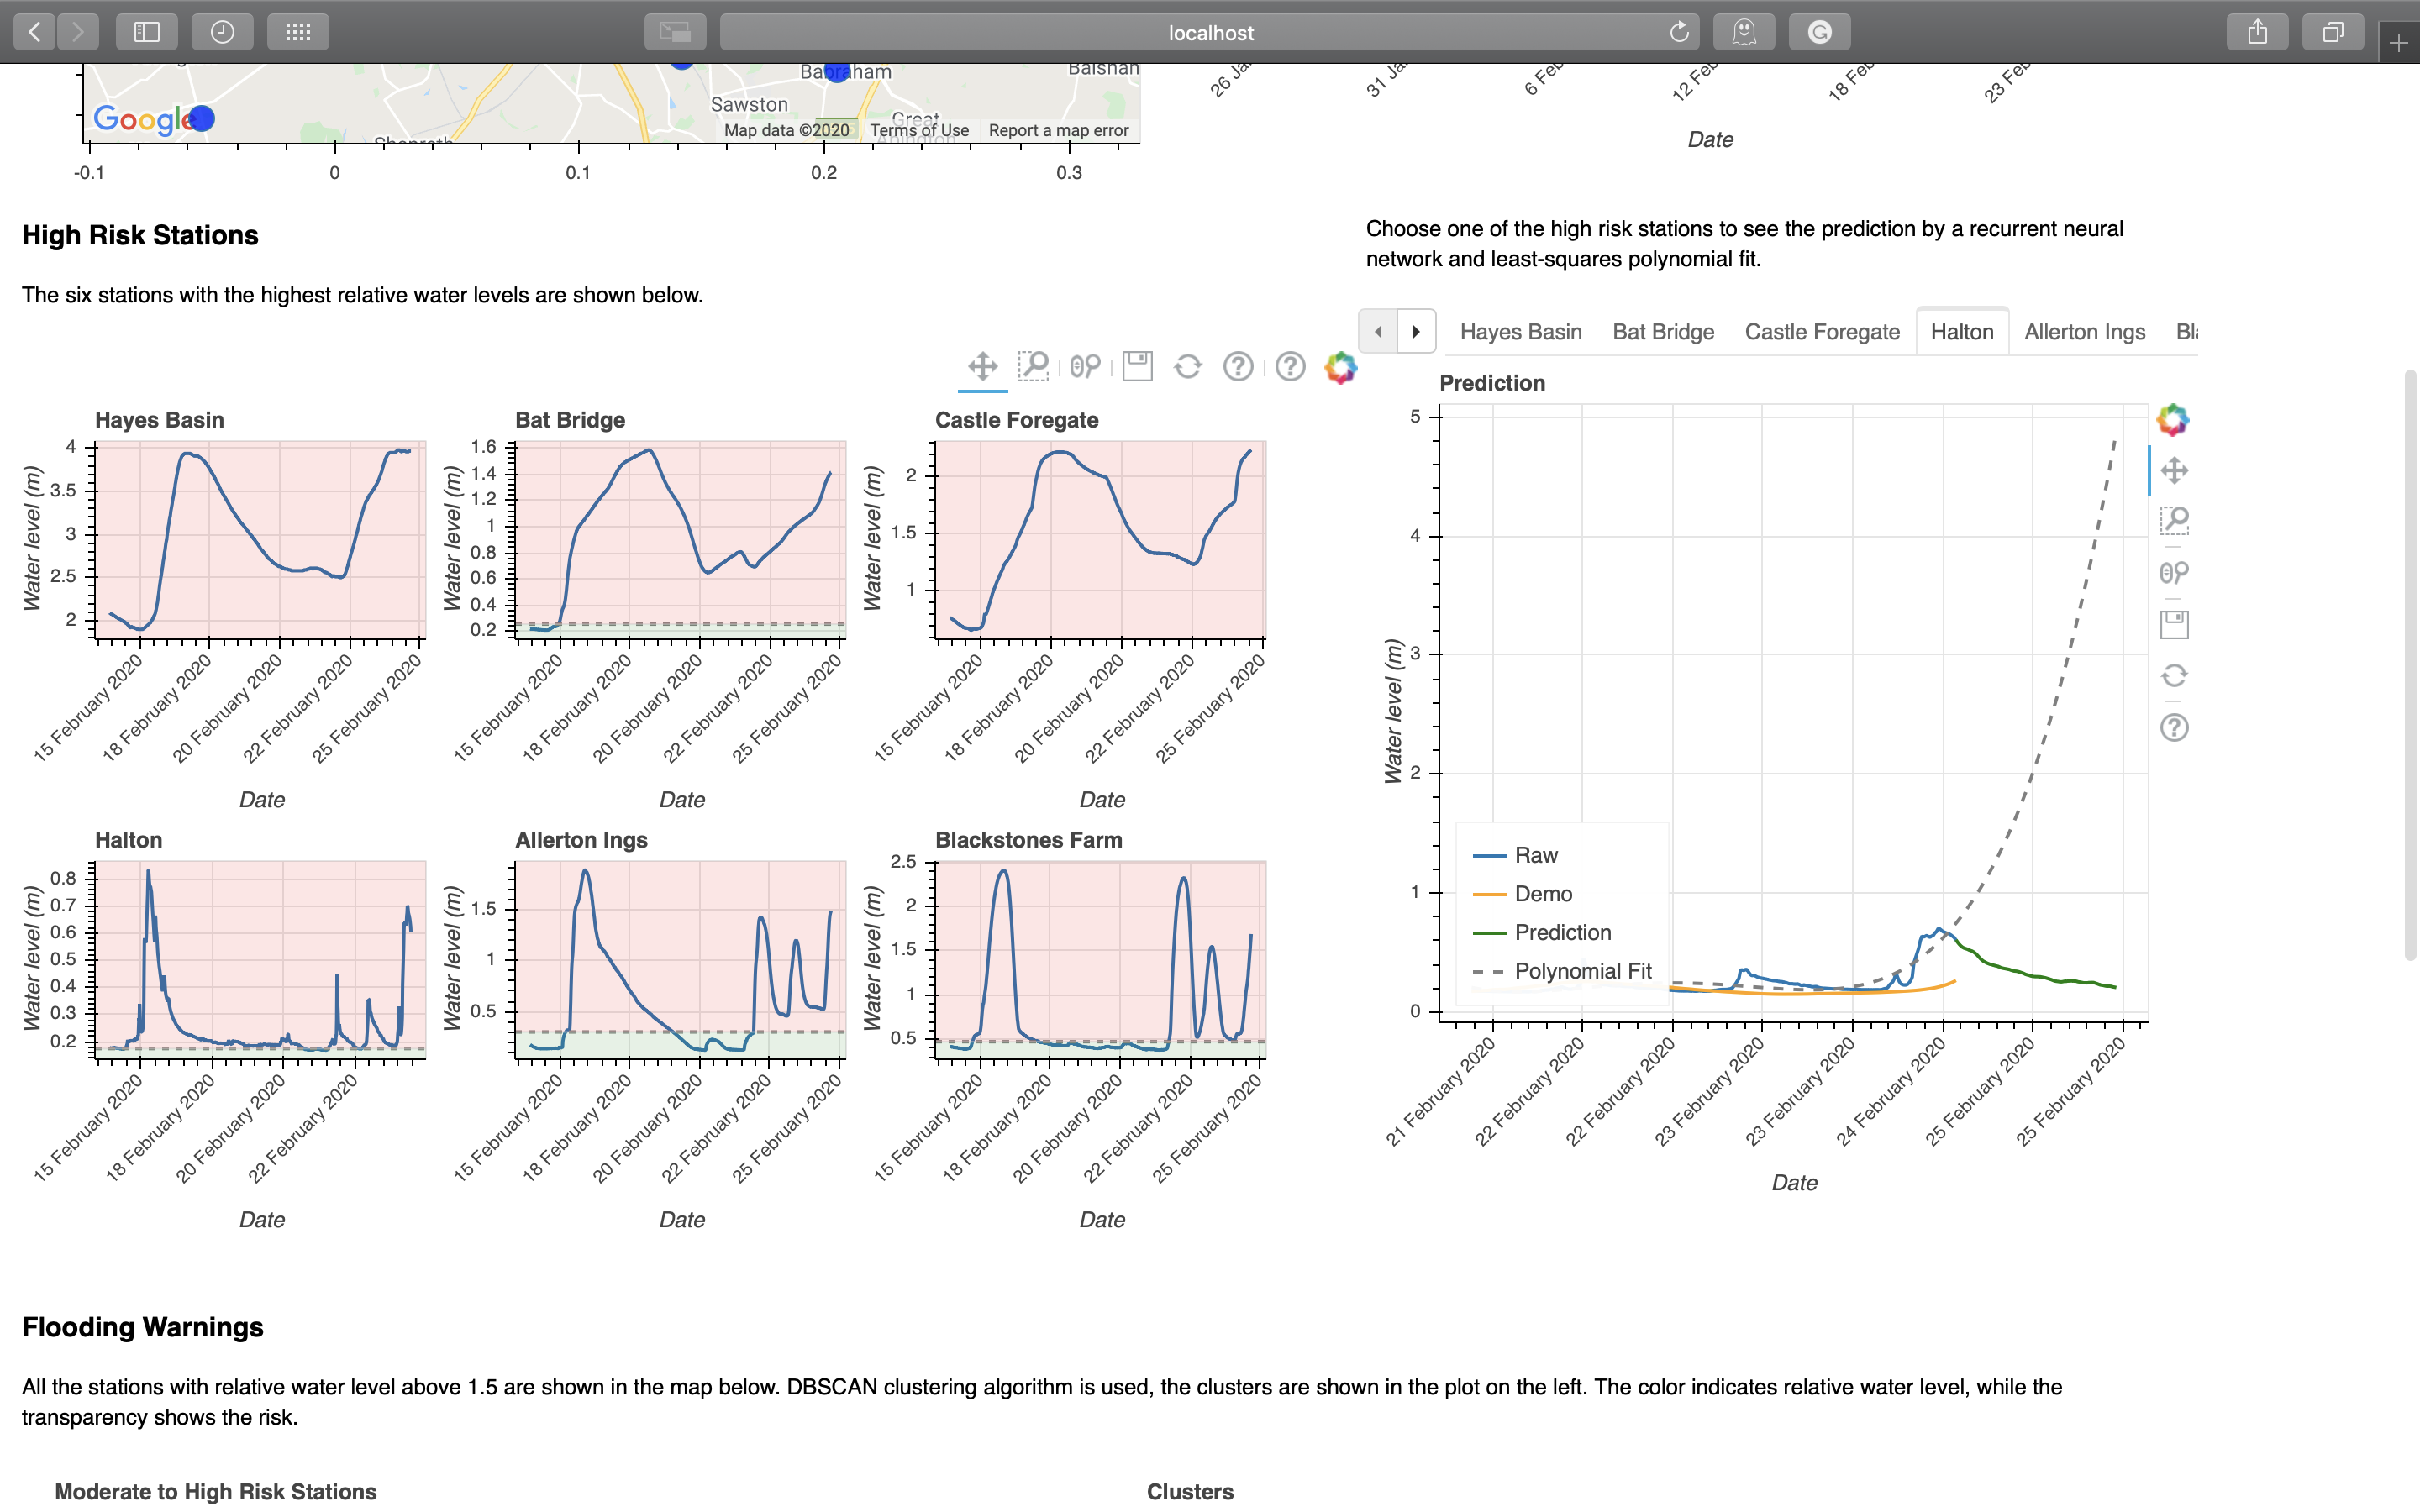 localhost
Babraham
Balsham
Sawston
Great
Google
Map data ©2020 Terms of Use Report a map error
-0.1 0 0.1 0.2 0.3
Date
High Risk Stations
The six stations with the highest relative water levels are shown below.
Choose one of the high risk stations to see the prediction by a recurrent neural
network and least-squares polynomial fit.
Hayes Basin Bat Bridge Castle Foregate Halton Allerton Ings
Hayes Basin
Water level (m)
4
3.5
3
2.5
2
15 February 2020
18 February 2020
20 February 2020
22 February 2020
25 February 2020
Date
Bat Bridge
Water level (m)
1.6
1.4
1.2
1
0.8
0.6
0.4
0.2
15 February 2020
18 February 2020
20 February 2020
22 February 2020
25 February 2020
Date
Castle Foregate
Water level (m)
2
1.5
1
15 February 2020
18 February 2020
20 February 2020
22 February 2020
25 February 2020
Date
Halton
Water level (m)
0.8
0.7
0.6
0.5
0.4
0.3
0.2
15 February 2020
18 February 2020
20 February 2020
22 February 2020
Date
Allerton Ings
Water level (m)
1.5
1
0.5
15 February 2020
18 February 2020
20 February 2020
22 February 2020
25 February 2020
Date
Blackstones Farm
Water level (m)
2.5
2
1.5
1
0.5
15 February 2020
18 February 2020
20 February 2020
22 February 2020
25 February 2020
Date
Prediction
Water level (m)
5
4
3
2
1
0
Raw
Demo
Prediction
Polynomial Fit
21 February 2020
22 February 2020
22 February 2020
23 February 2020
23 February 2020
24 February 2020
25 February 2020
25 February 2020
Date
Flooding Warnings
All the stations with relative water level above 1.5 are shown in the map below. DBSCAN clustering algorithm is used, the clusters are shown in the plot on the left. The color indicates relative water level, while the
transparency shows the risk.
Moderate to High Risk Stations
Clusters